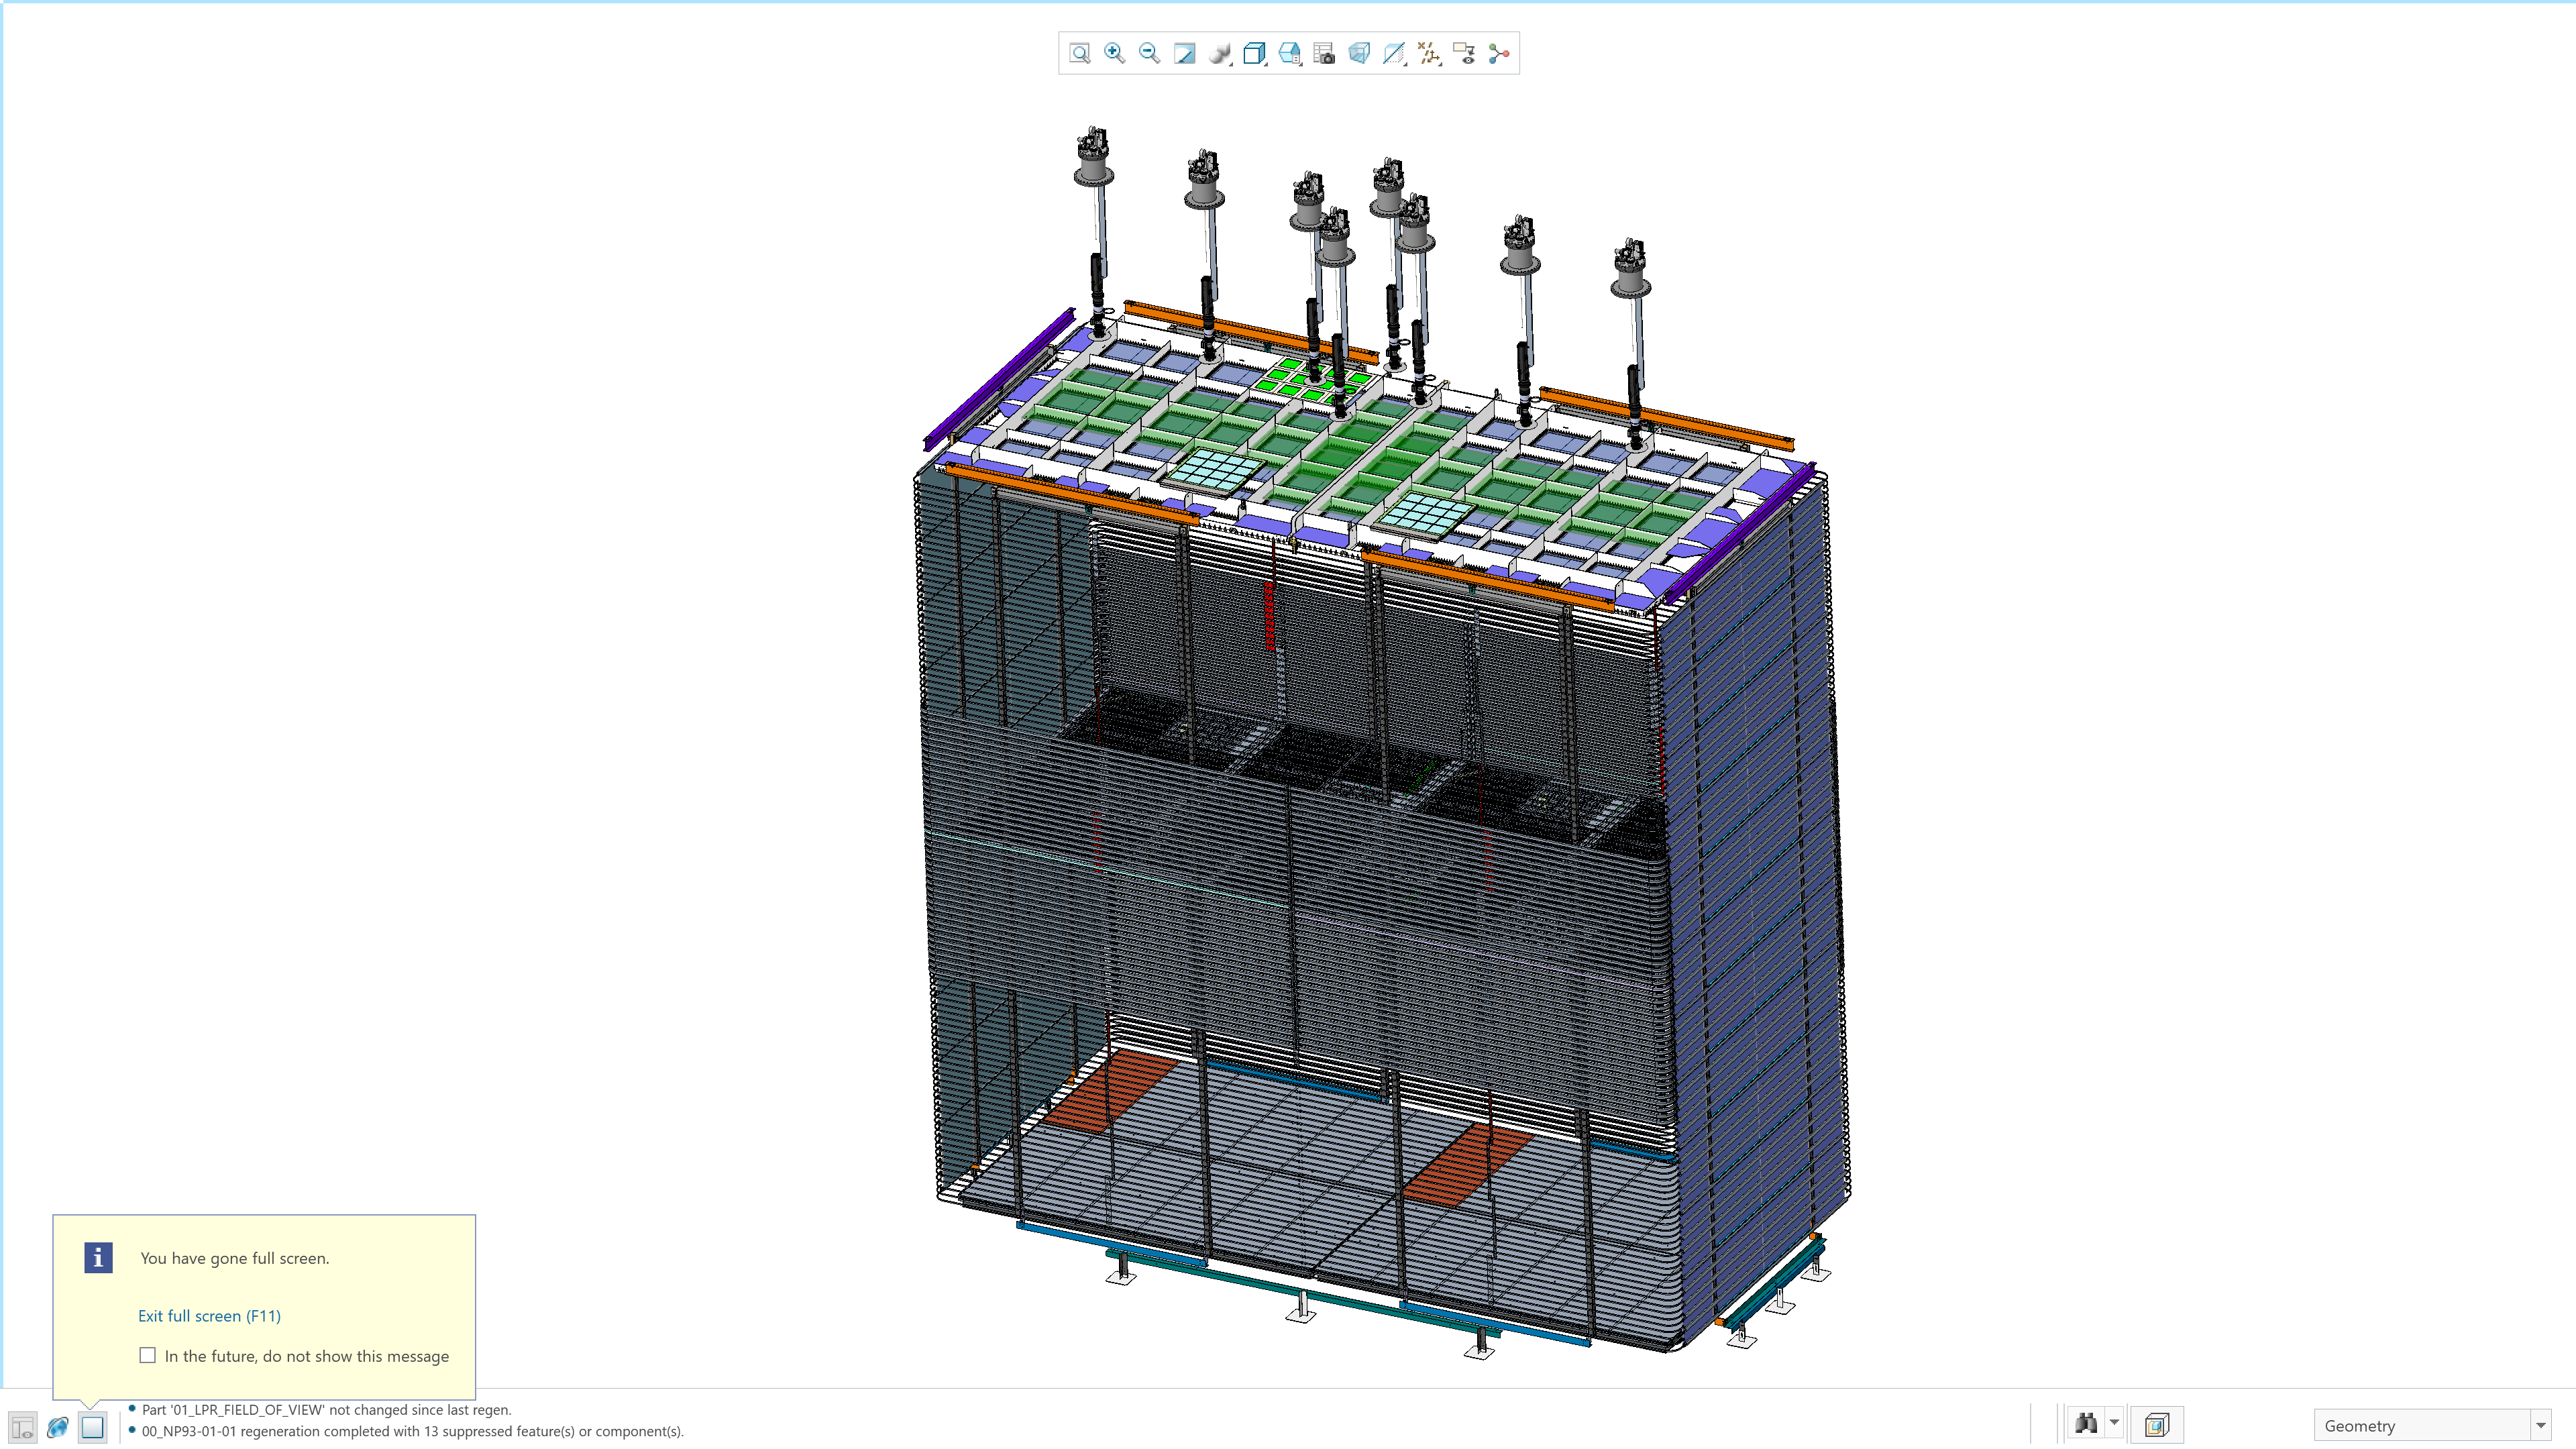 You have gone full screen.
Exit full screen (F11)
In the future, do not show this message
Part '01_LPR_FIELD_OF_VIEW' not changed since last regen.
00_NP93-01-01 regeneration completed with 13 suppressed feature(s) or component(s).
Geometry